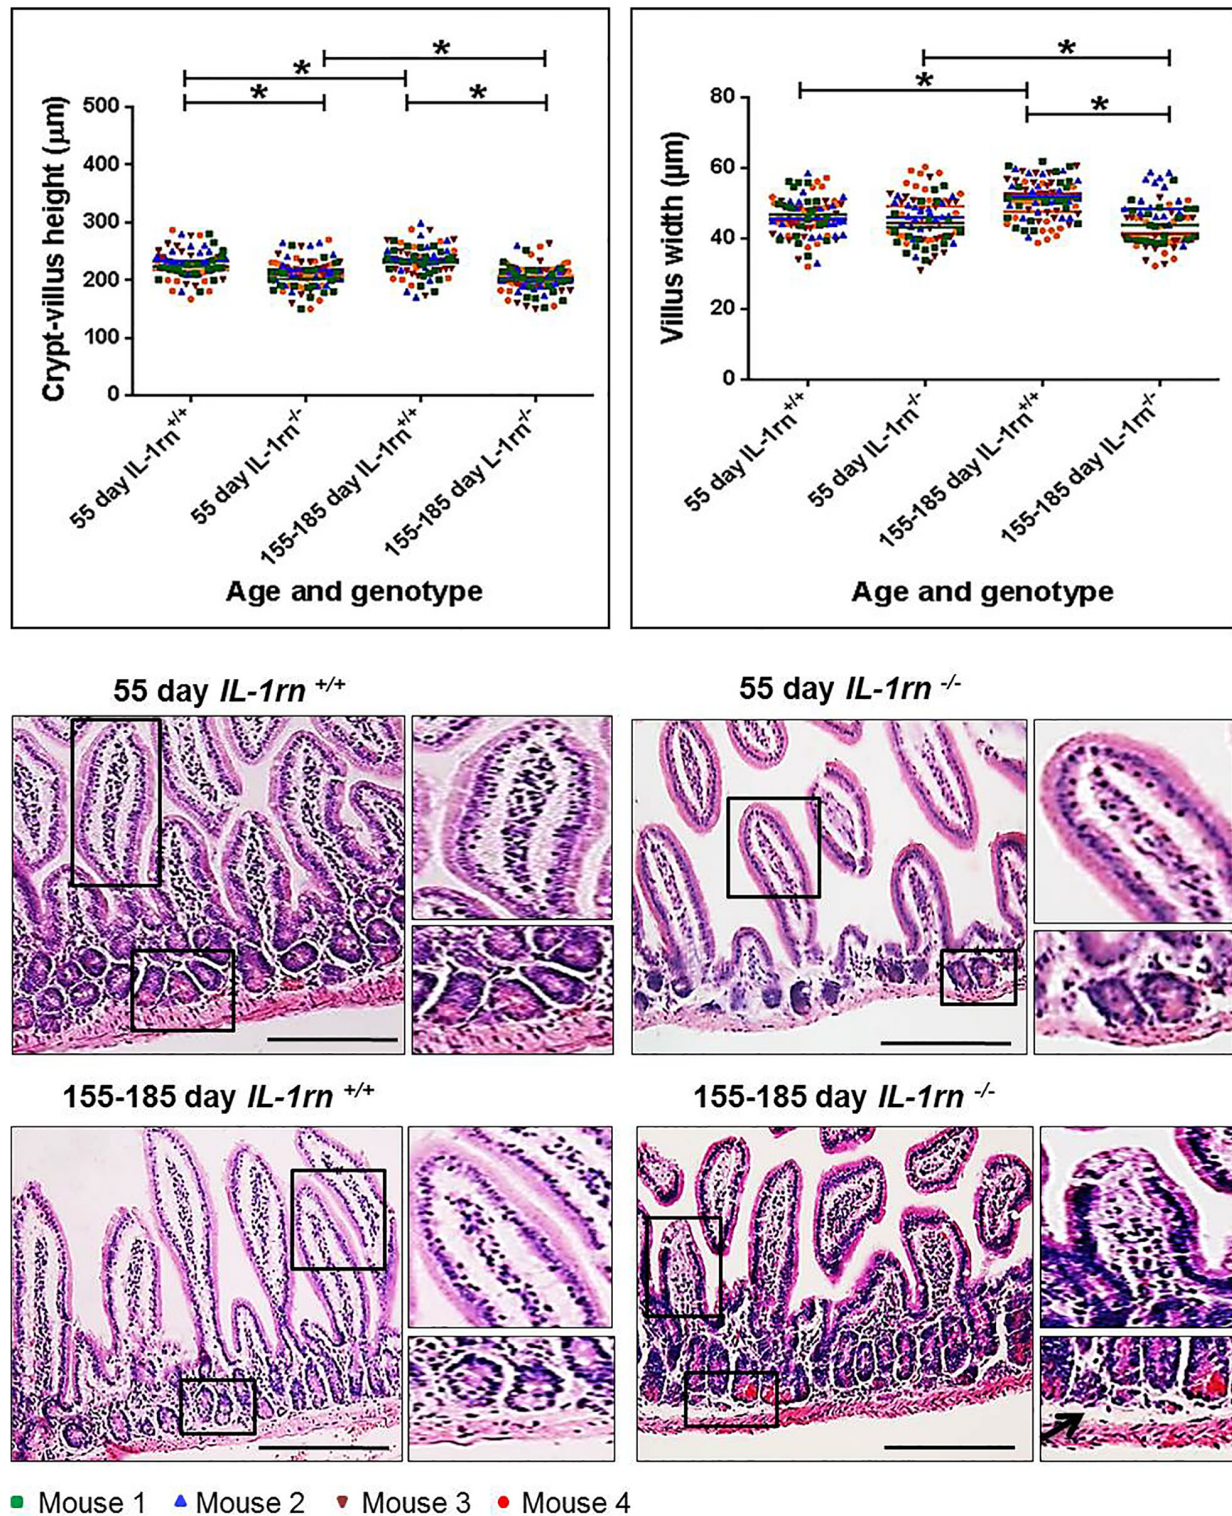 * * * *
500
400
300
200
100
0
Crypt-villus height (µm)
55 day IL-1rn +/+
55 day IL-1rn -/-
155-185 day IL-1rn +/+
155-185 day L-1rn -/-
Age and genotype
* * *
80
60
40
20
0
Villus width (µm)
55 day IL-1rn +/+
55 day IL-1rn -/-
155-185 day IL-1rn +/+
155-185 day IL-1rn -/-
Age and genotype
55 day IL-1rn +/+
55 day IL-1rn -/-
155-185 day IL-1rn +/+
155-185 day IL-1rn -/-
Mouse 1 Mouse 2 Mouse 3 Mouse 4